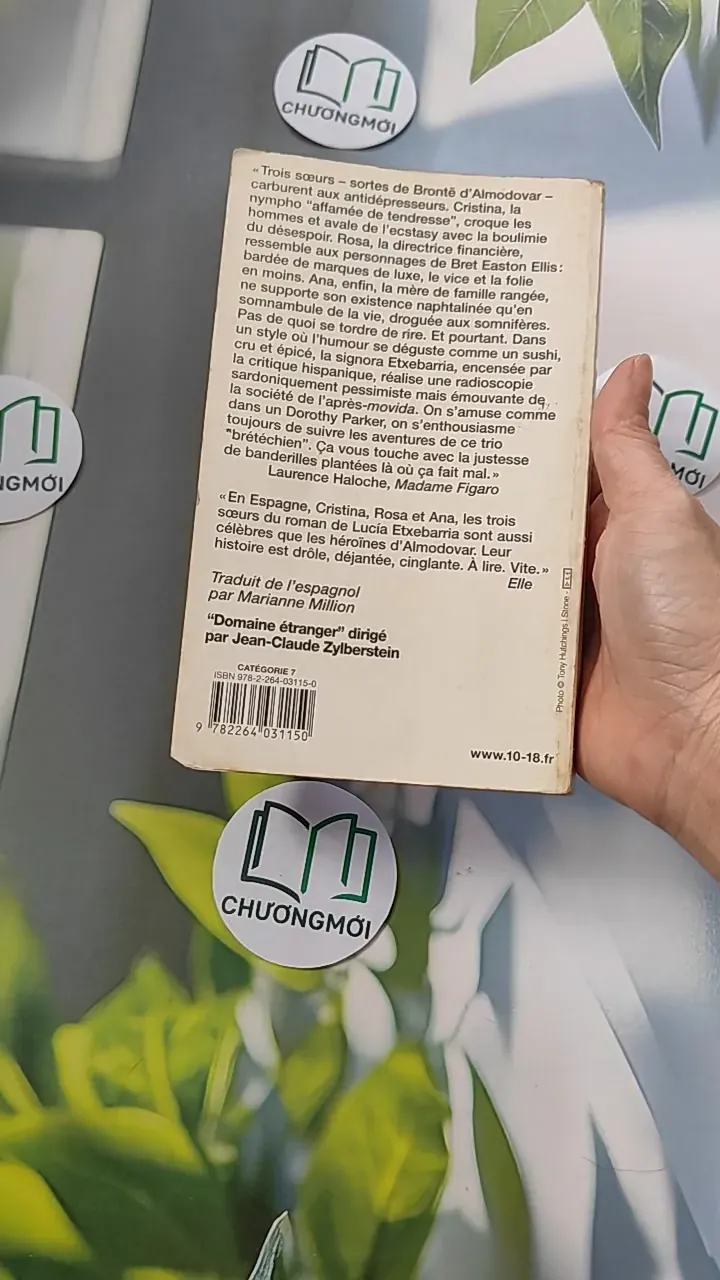 CHƯƠNGMỚI
« Trois sœurs – sortes de Brontë d'Almodovar –
carburent aux antidépresseurs. Cristina, la
nympho "affamée de tendresse", croque les
hommes et avale de l'ecstasy avec la boulimie
du désespoir. Rosa, la directrice financière,
ressemble aux personnages de Bret Easton Ellis :
bardée de marques de luxe, le vice et la folie
en moins. Ana, enfin, la mère de famille rangée,
ne supporte son existence naphtalinée qu'en
somnambule de la vie, droguée aux somnifères.
Pas de quoi se tordre de rire. Et pourtant. Dans
un style où l'humour se déguste comme un sushi,
cru et épicé, la signora Etxebarria, encensée par
la critique hispanique, réalise une radioscopie
sardoniquement pessimiste mais émouvante de
la société de l'après-movida. On s'amuse comme
dans un Dorothy Parker, on s'enthousiasme
toujours de suivre les aventures de ce trio
"brétéchien". Ça vous touche avec la justesse
de banderilles plantées là où ça fait mal. »
Laurence Haloche, Madame Figaro
« En Espagne, Cristina, Rosa et Ana, les trois
sœurs du roman de Lucía Etxebarria sont aussi
célèbres que les héroïnes d'Almodovar. Leur
histoire est drôle, déjantée, cinglante. À lire. Vite. »
Elle
Traduit de l'espagnol
par Marianne Million
"Domaine étranger" dirigé
par Jean-Claude Zylberstein
CATÉGORIE 7
ISBN 978-2-264-03115-0
9 782264 031150
www.10-18.fr
Photo © Tony Hutchings / Stone -
NGMỚI
MỚI
CHƯƠNGMỚI